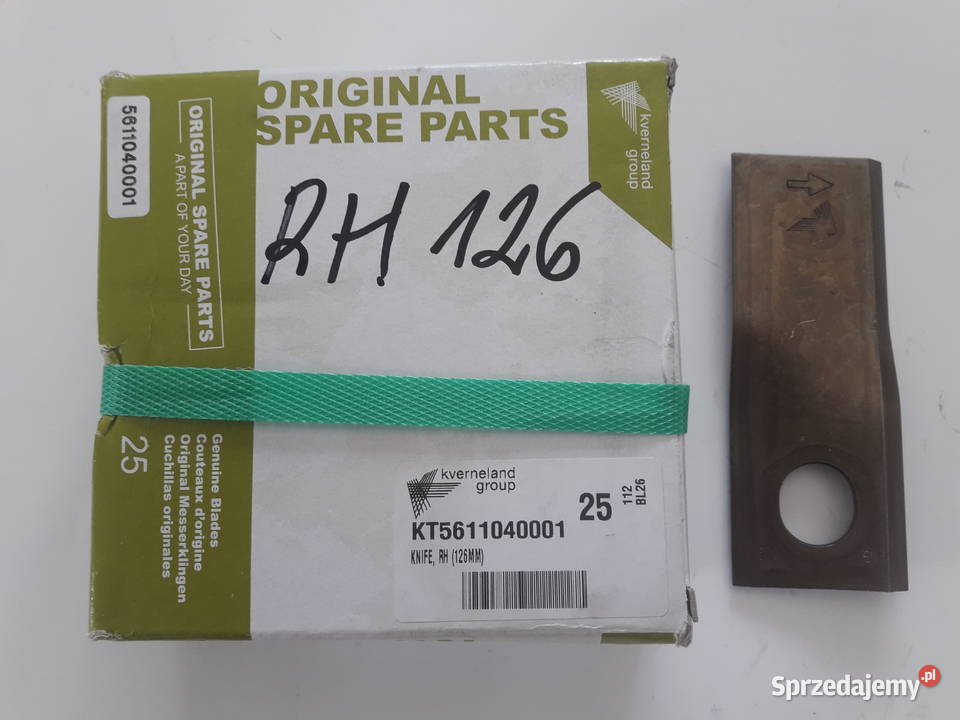 5611040001
ORIGINAL SPARE PARTS
A PART OF YOUR DAY
25
Genuine Blades
Couteaux d'origine
Original Messerklingen
Cuchillas originales
ORIGINAL
SPARE PARTS
kverneland
group
RH 126
kverneland
group
25
112
BL26
KT5611040001
KNIFE, RH (126MM)
Sprzedajemy.pl